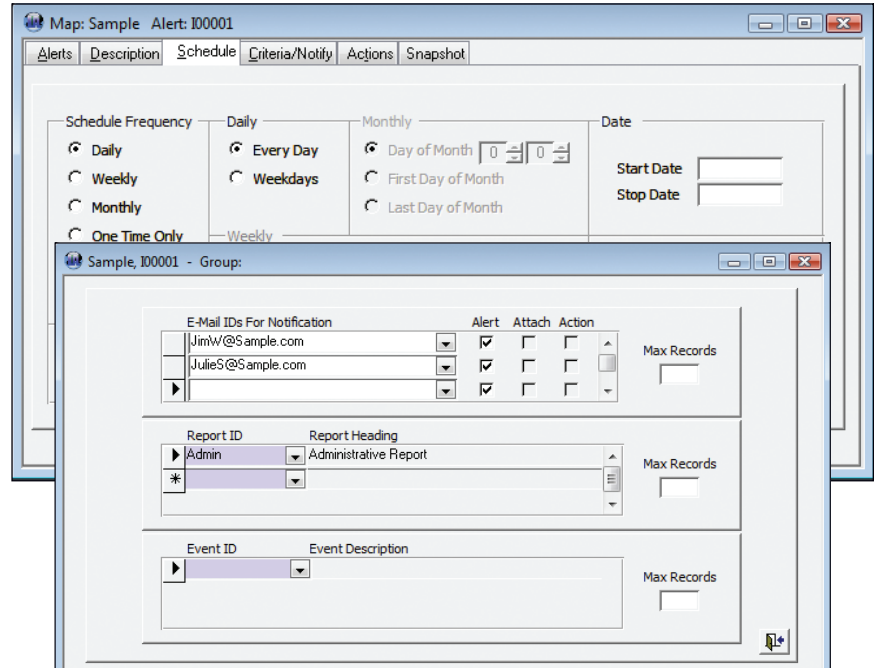 Map: Sample Alert: I00001
Alerts Description Schedule Criteria/Notify Actions Snapshot
Schedule Frequency Daily Monthly Date
Daily Every Day Day of Month 0 0
Start Date
Weekly Weekdays First Day of Month
Stop Date
Monthly Last Day of Month
One Time Only Weekly
Sample, I00001 - Group:
E-Mail IDs For Notification Alert Attach Action
JimW@Sample.com
Max Records
JulieS@Sample.com
Report ID Report Heading
Admin Administrative Report
Max Records
Event ID Event Description
Max Records